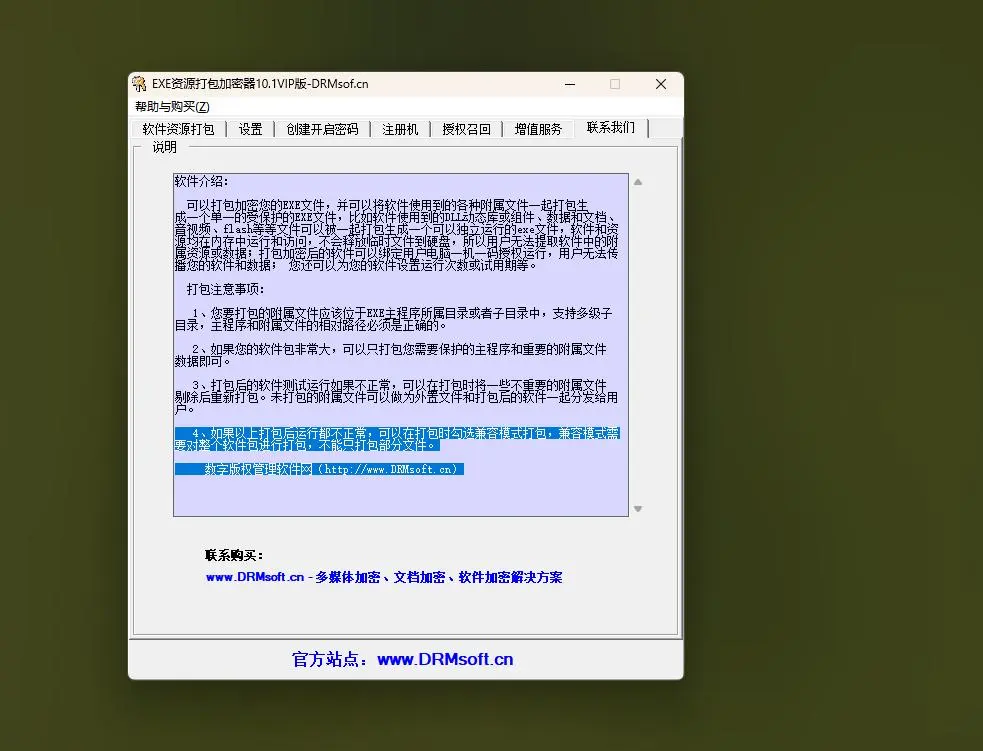 EXE资源打包加密器10.1VIP版-DRMsof.cn
帮助与购买(Z)
软件资源打包 设置 创建开启密码 注册机 授权召回 增值服务 联系我们
说明
软件介绍:
可以打包加密您的EXE文件，并可以将软件使用到的各种附属文件一起打包生
成一个单一的受保护的EXE文件，比如软件使用到的DLL动态库或组件、数据和文档、
音视频、flash等等文件可以被一起打包生成一个可以独立运行的exe文件，软件和资
源均在内存中运行和访问，不会释放临时文件到硬盘，所以用户无法提取软件中的附
属资源或数据；打包加密后的软件可以绑定用户电脑一机一码授权运行，用户无法传
播您的软件和数据； 您还可以为您的软件设置运行次数或试用期等。
打包注意事项:
1、您要打包的附属文件应该位于EXE主程序所属目录或者子目录中，支持多级子
目录，主程序和附属文件的相对路径必须是正确的。
2、如果您的软件包非常大，可以只打包您需要保护的主程序和重要的附属文件
数据即可。
3、打包后的软件测试运行如果不正常，可以在打包时将一些不重要的附属文件
剔除后重新打包。未打包的附属文件可以做为外置文件和打包后的软件一起分发给用
户。
4、如果以上打包后运行都不正常，可以在打包时勾选兼容模式打包，兼容模式需
要对整个软件包进行打包，不能只打包部分文件。
数字版权管理软件网（http://www.DRMsoft.cn）
联系购买：
www.DRMsoft.cn - 多媒体加密、文档加密、软件加密解决方案
官方站点：www.DRMsoft.cn